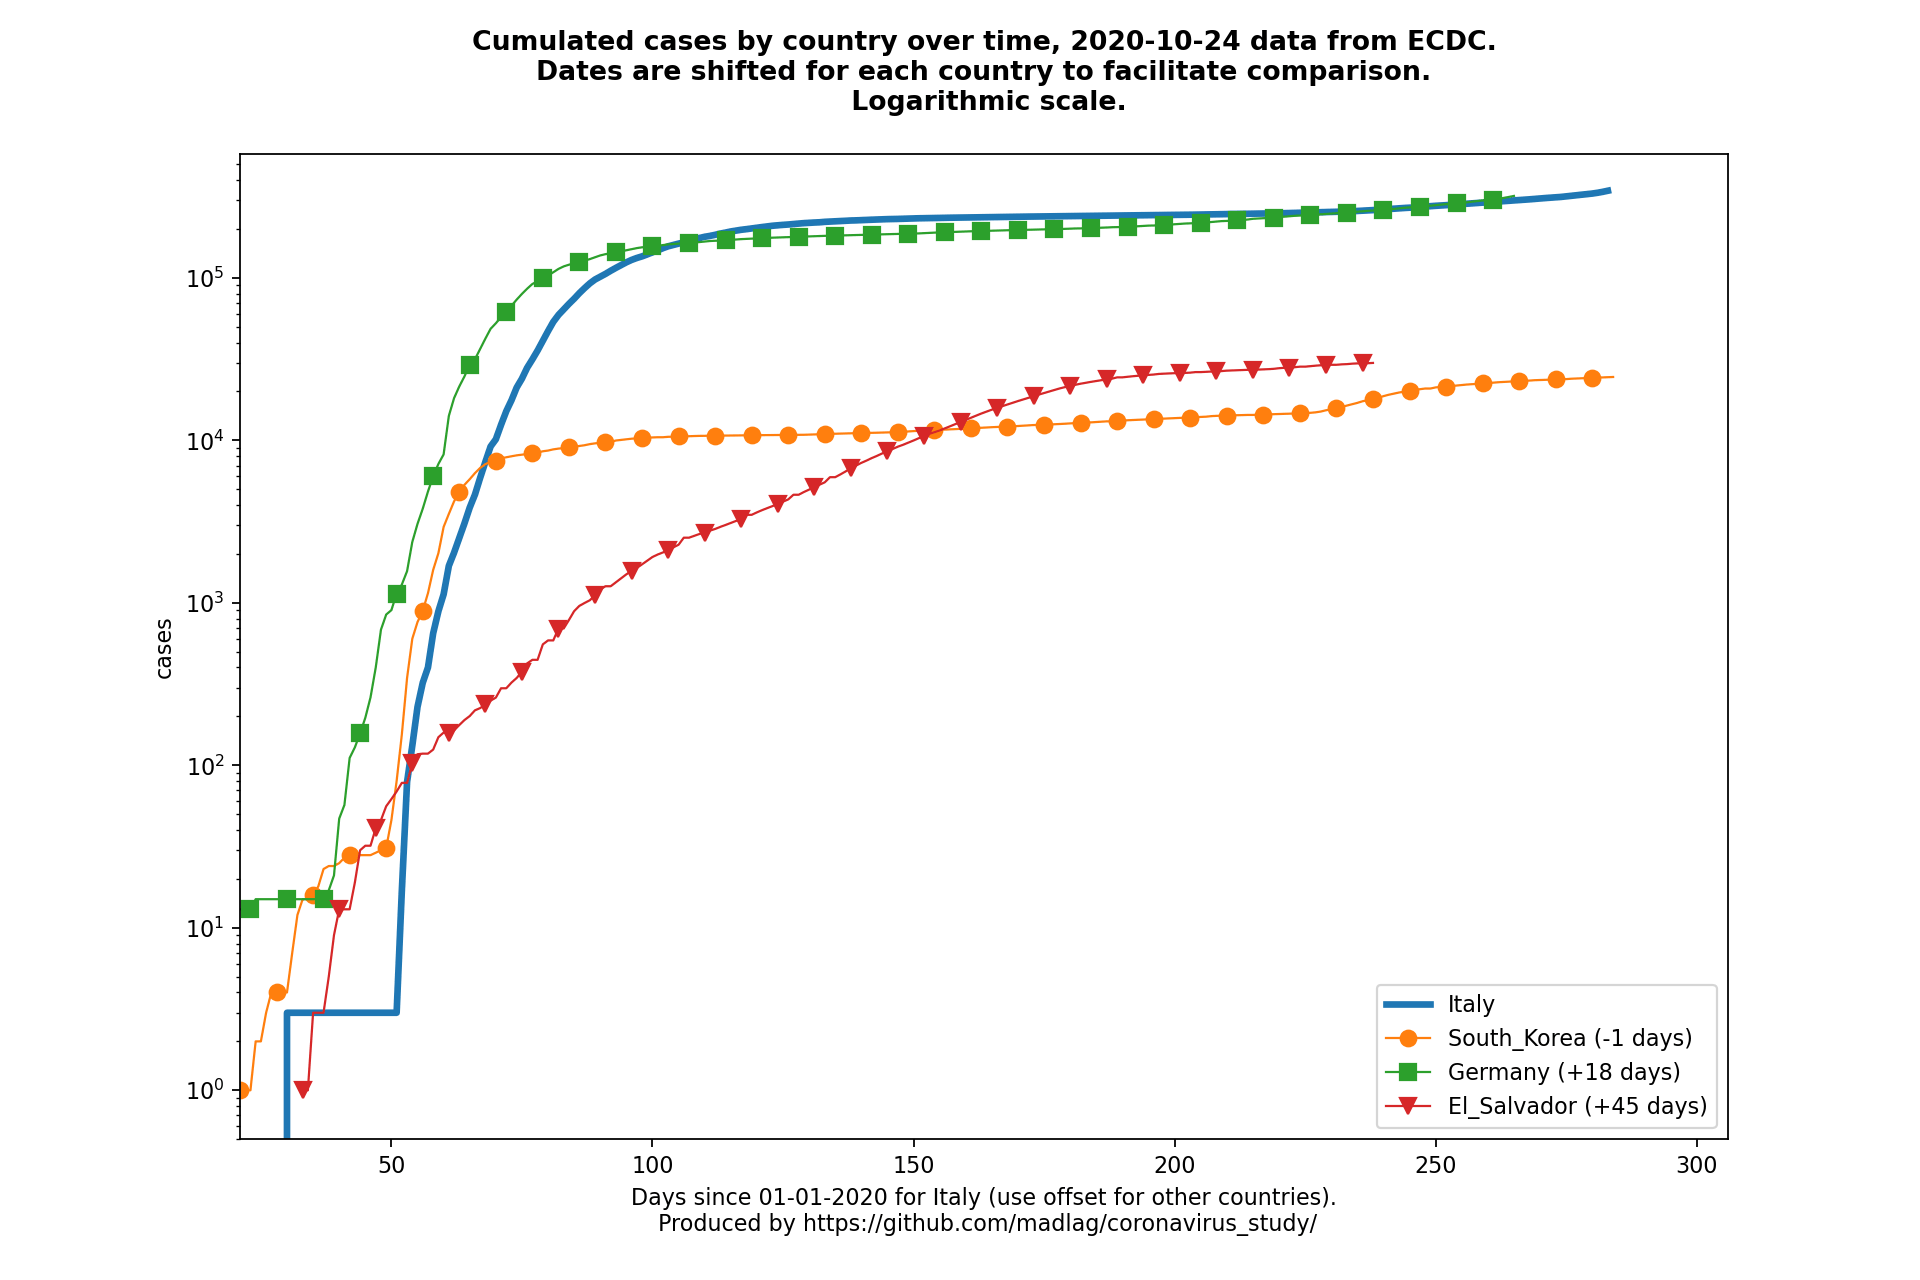 Cumulated cases by country over time, 2020-10-24 data from ECDC.
Dates are shifted for each country to facilitate comparison.
Logarithmic scale.
cases
10^5
10^4
10^3
10^2
10^1
10^0
50
100
150
200
250
300
Italy
South_Korea (-1 days)
Germany (+18 days)
El_Salvador (+45 days)
Days since 01-01-2020 for Italy (use offset for other countries).
Produced by https://github.com/madlag/coronavirus_study/